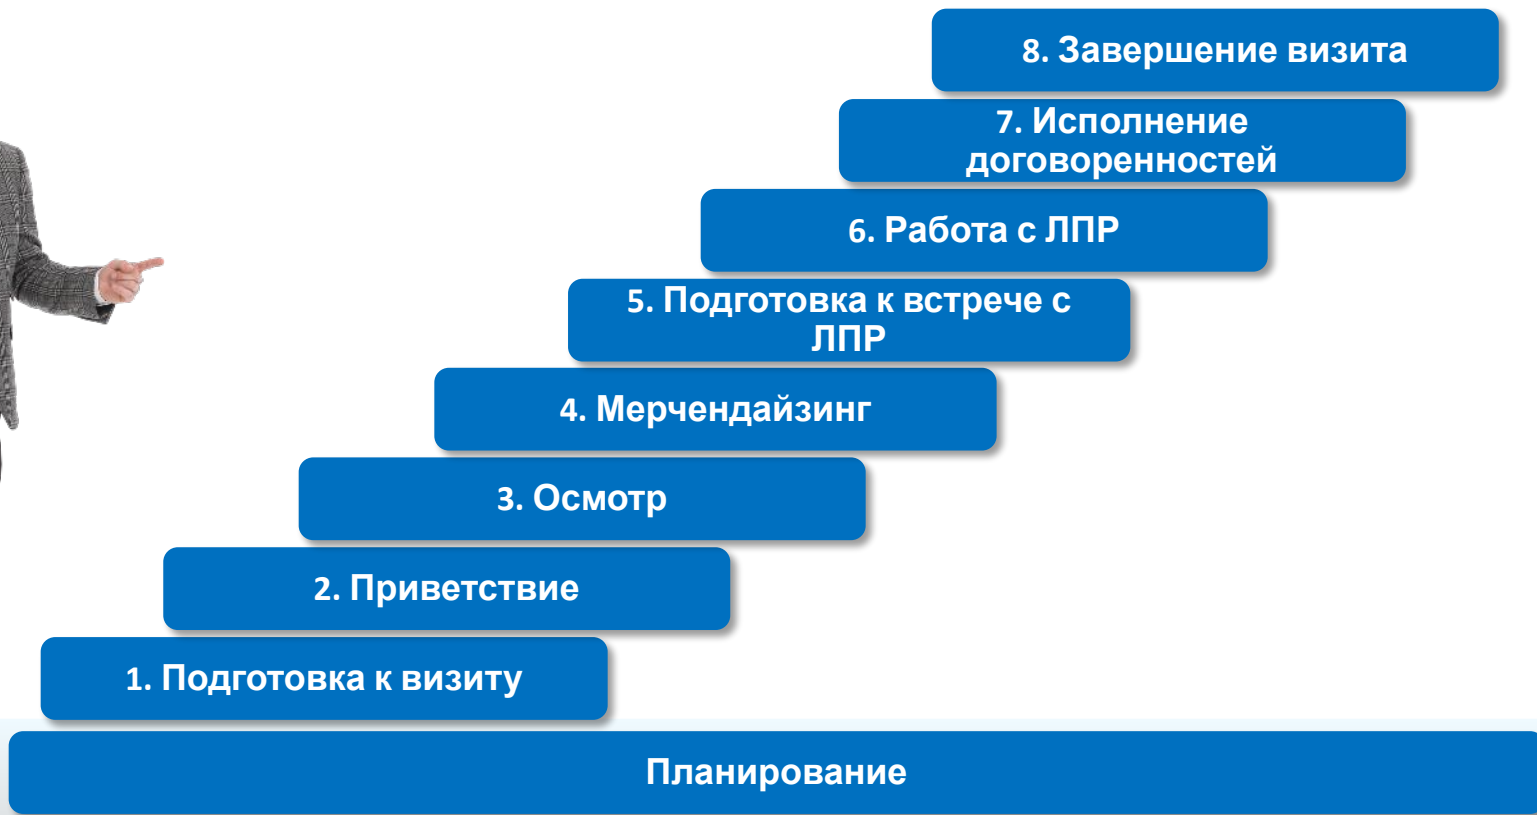 8. Завершение визита
7. Исполнение
договоренностей
6. Работа с ЛПР
5. Подготовка к встрече с
ЛПР
4. Мерчендайзинг
3. Осмотр
2. Приветствие
1. Подготовка к визиту
Планирование